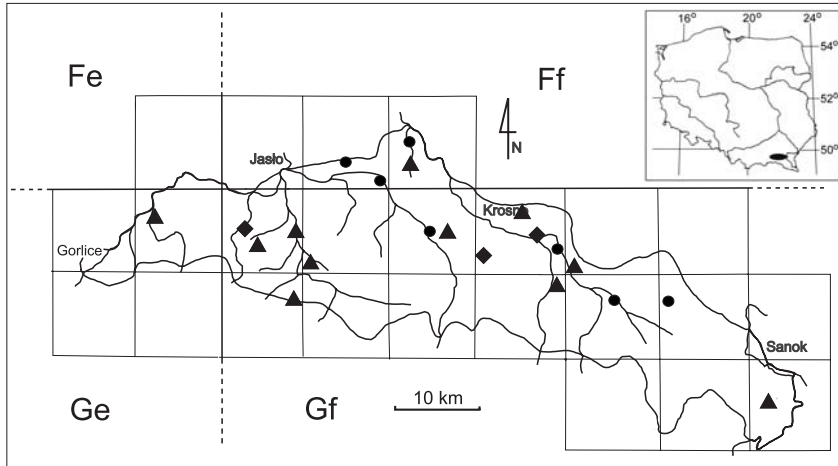 16° 20° 24°
54°
52°
50°
Fe
Ff
N
Jasło
Krosno
Gorlice
Sanok
10 km
Ge
Gf